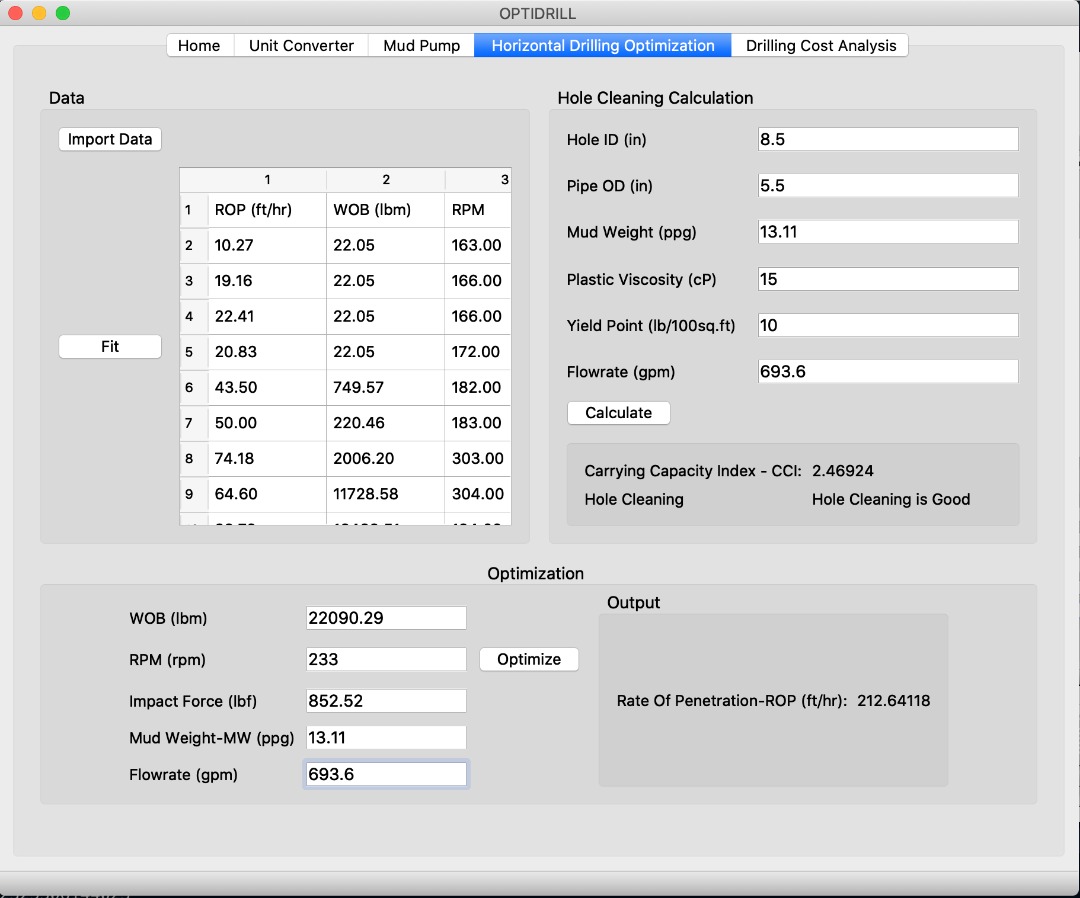 OPTIDRILL
Home Unit Converter Mud Pump Horizontal Drilling Optimization Drilling Cost Analysis
Data
Import Data
Fit
1 2 3
1 ROP (ft/hr) WOB (lbm) RPM
2 10.27 22.05 163.00
3 19.16 22.05 166.00
4 22.41 22.05 166.00
5 20.83 22.05 172.00
6 43.50 749.57 182.00
7 50.00 220.46 183.00
8 74.18 2006.20 303.00
9 64.60 11728.58 304.00
Hole Cleaning Calculation
Hole ID (in) 8.5
Pipe OD (in) 5.5
Mud Weight (ppg) 13.11
Plastic Viscosity (cP) 15
Yield Point (lb/100sq.ft) 10
Flowrate (gpm) 693.6
Calculate
Carrying Capacity Index - CCI: 2.46924
Hole Cleaning Hole Cleaning is Good
Optimization
WOB (lbm) 22090.29
RPM (rpm) 233
Impact Force (lbf) 852.52
Mud Weight-MW (ppg) 13.11
Flowrate (gpm) 693.6
Optimize
Output
Rate Of Penetration-ROP (ft/hr): 212.64118